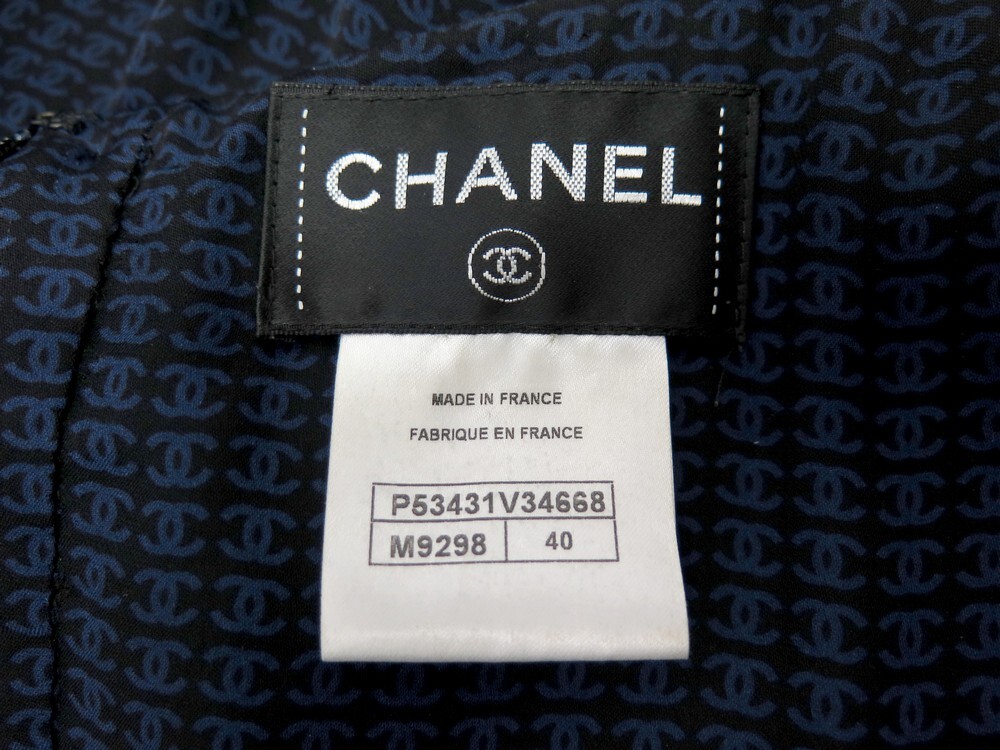 CHANEL
MADE IN FRANCE
FABRIQUE EN FRANCE
P53431V34668
M9298 40